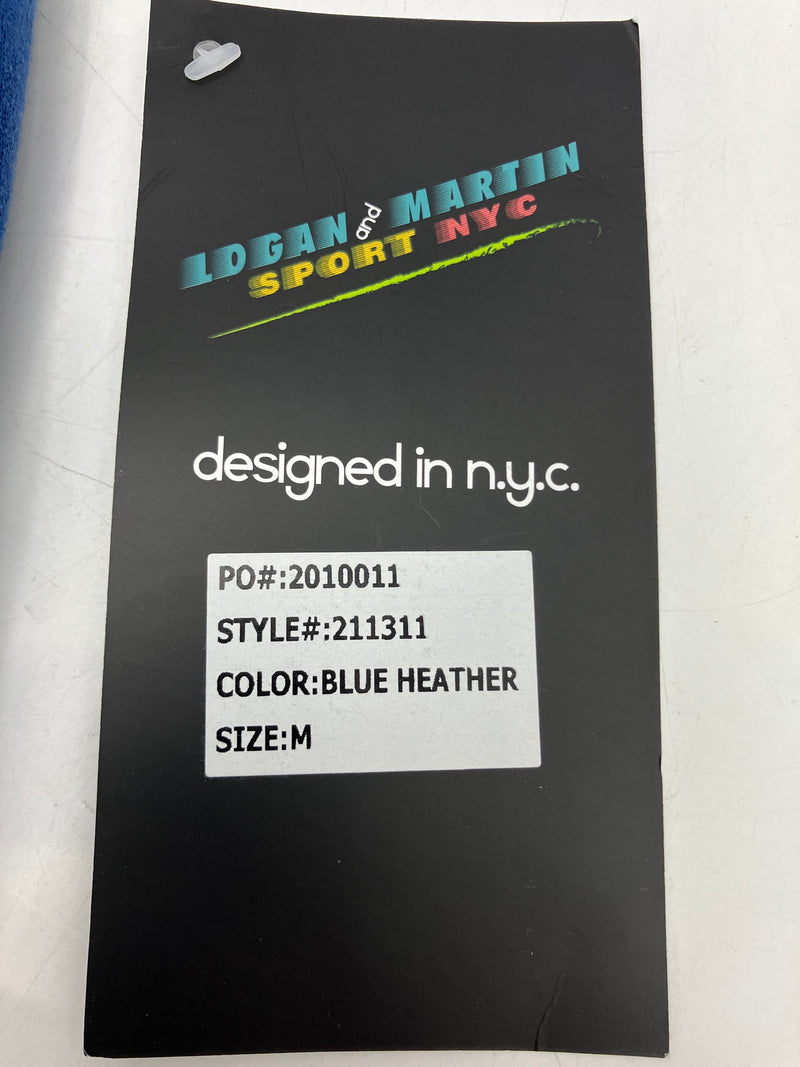 LOGAN and MARTIN
SPORT NYC
designed in n.y.c.
PO#:2010011
STYLE#:211311
COLOR:BLUE HEATHER
SIZE:M